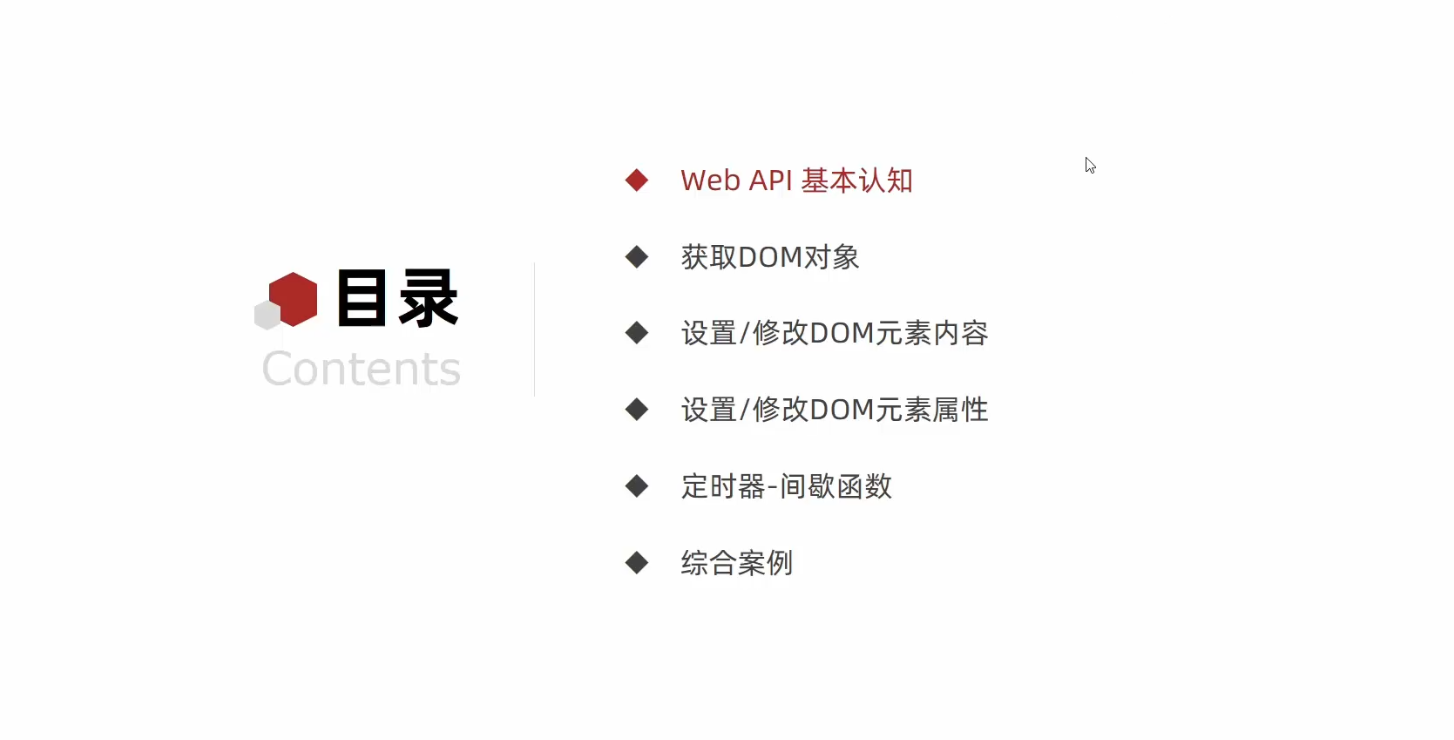 目录
Contents
Web API 基本认知
获取DOM对象
设置/修改DOM元素内容
设置/修改DOM元素属性
定时器-间歇函数
综合案例